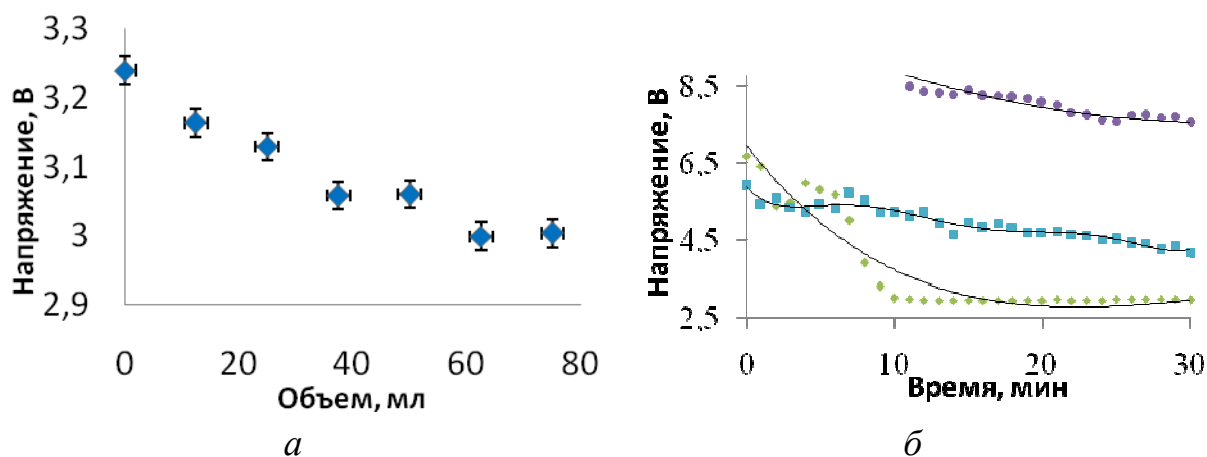 3,3
3,2
3,1
3
2,9
Напряжение, В
0 20 40 60 80
Объем, мл
а
8,5
6,5
4,5
2,5
Напряжение, В
0 10 20 30
Время, мин
б